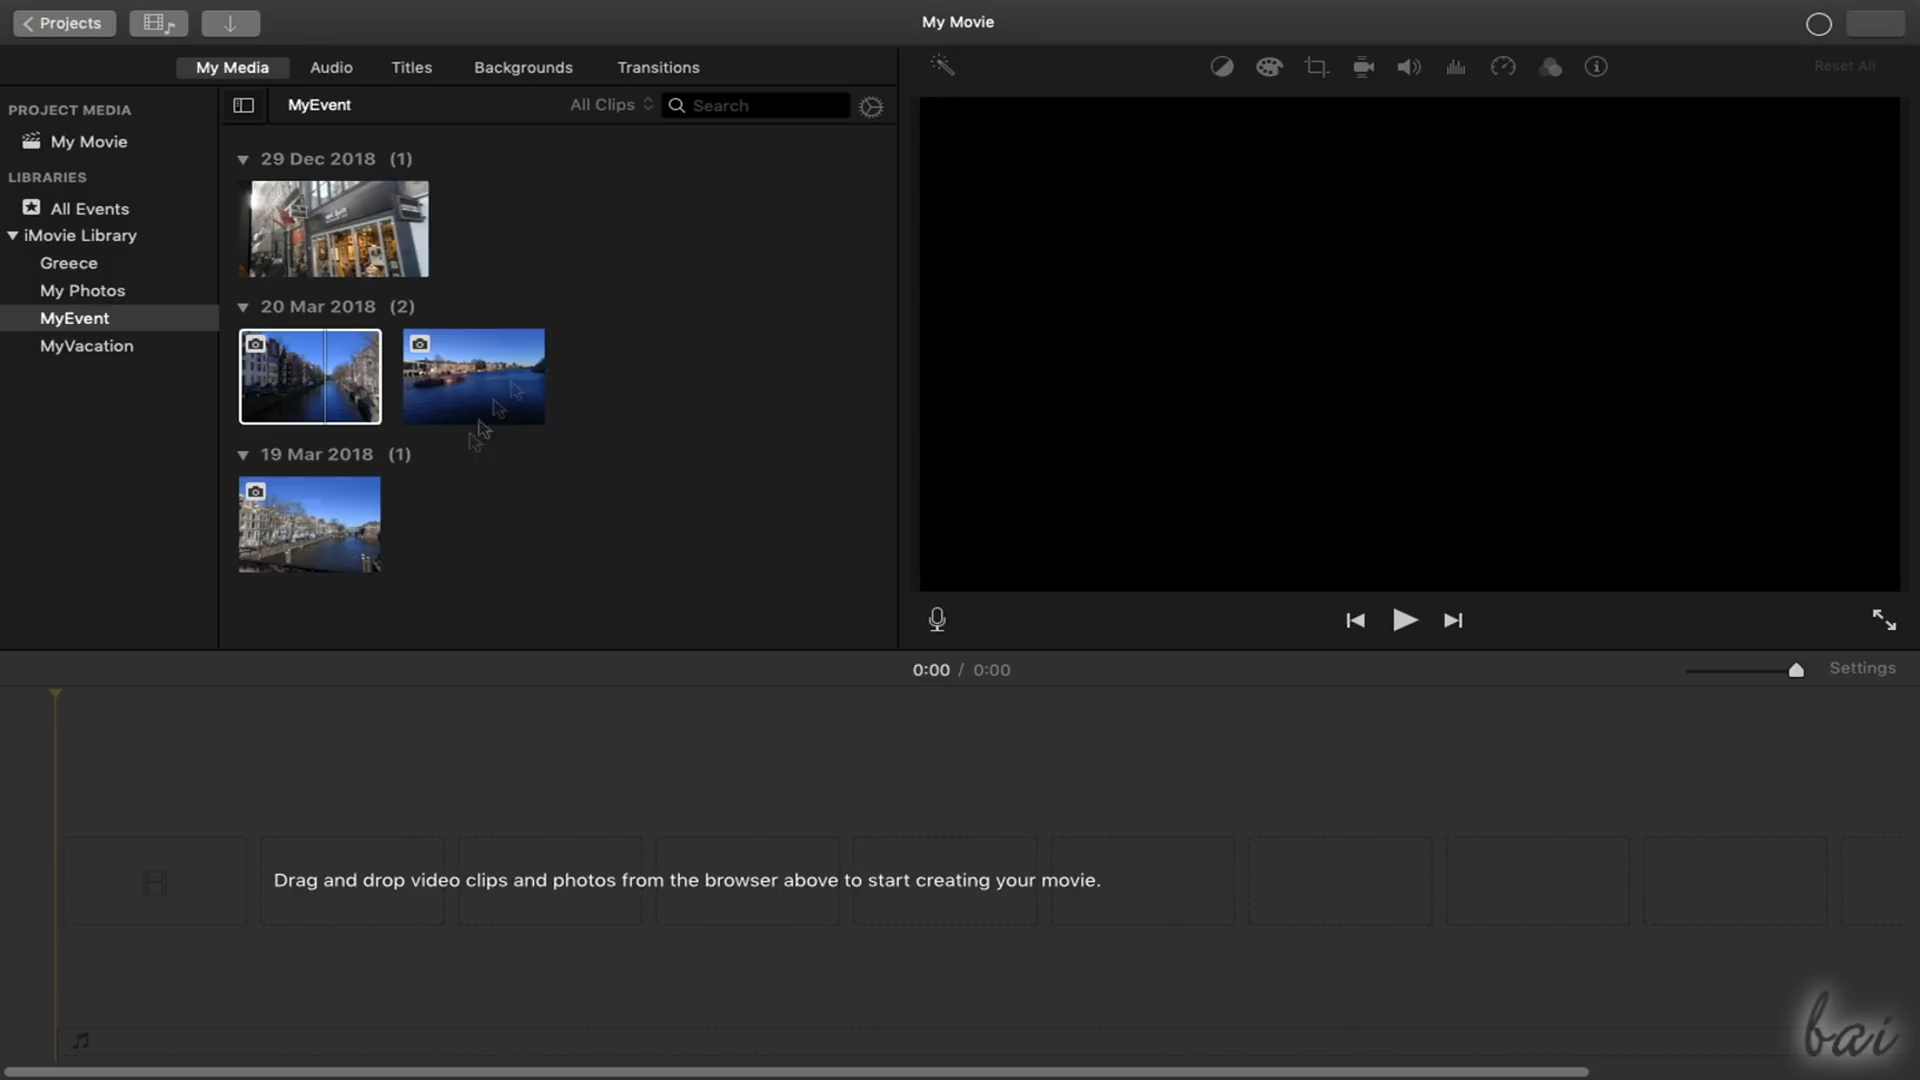 Projects
My Movie
My Media
Audio
Titles
Backgrounds
Transitions
Reset All
PROJECT MEDIA
My Movie
LIBRARIES
All Events
iMovie Library
Greece
My Photos
MyEvent
MyVacation
MyEvent
All Clips
Search
29 Dec 2018 (1)
20 Mar 2018 (2)
19 Mar 2018 (1)
0:00 / 0:00
Settings
Drag and drop video clips and photos from the browser above to start creating your movie.
bai